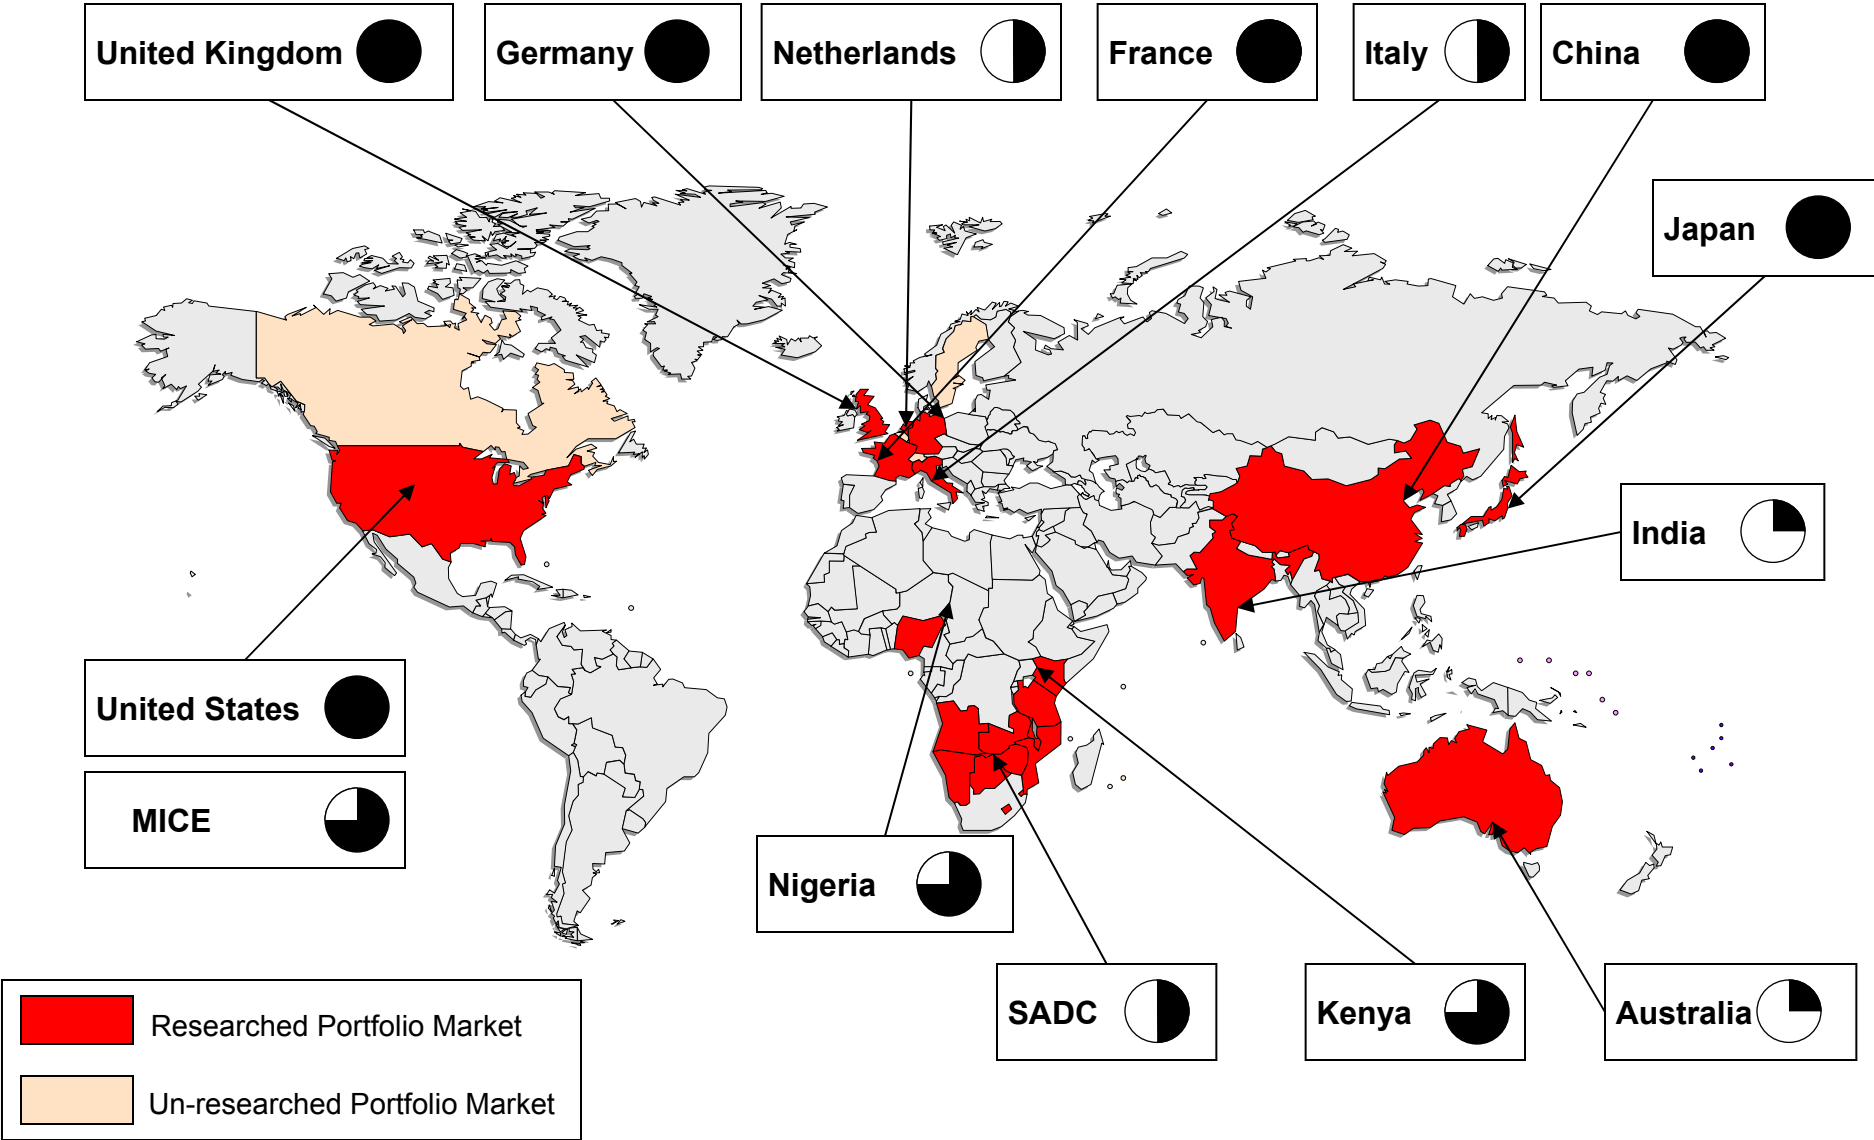 United Kingdom
Germany
Netherlands
France
Italy
China
Japan
India
United States
MICE
Nigeria
SADC
Kenya
Australia
Researched Portfolio Market
Un-researched Portfolio Market